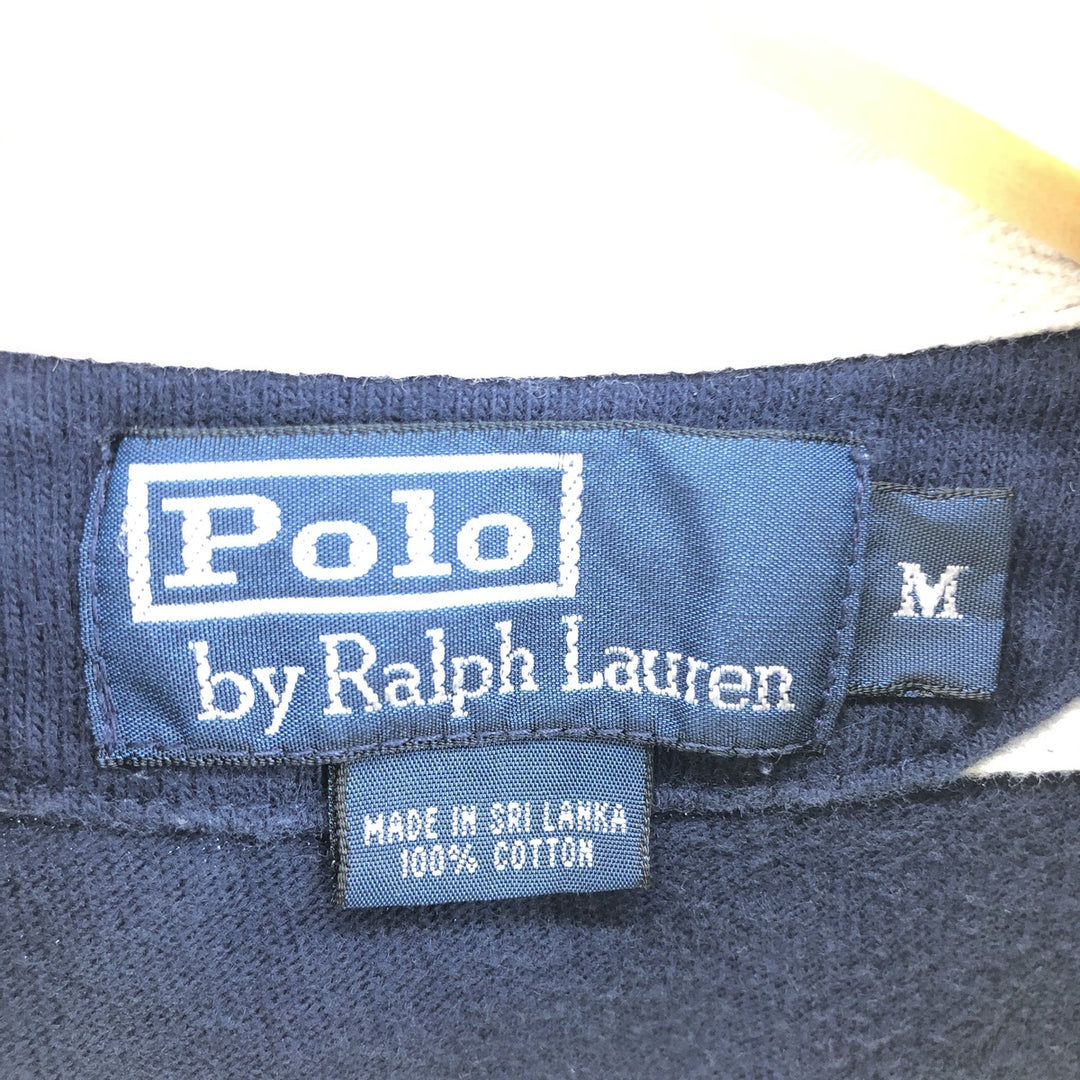 Polo
by Ralph Lauren
M
MADE IN SRI LANKA
100% COTTON